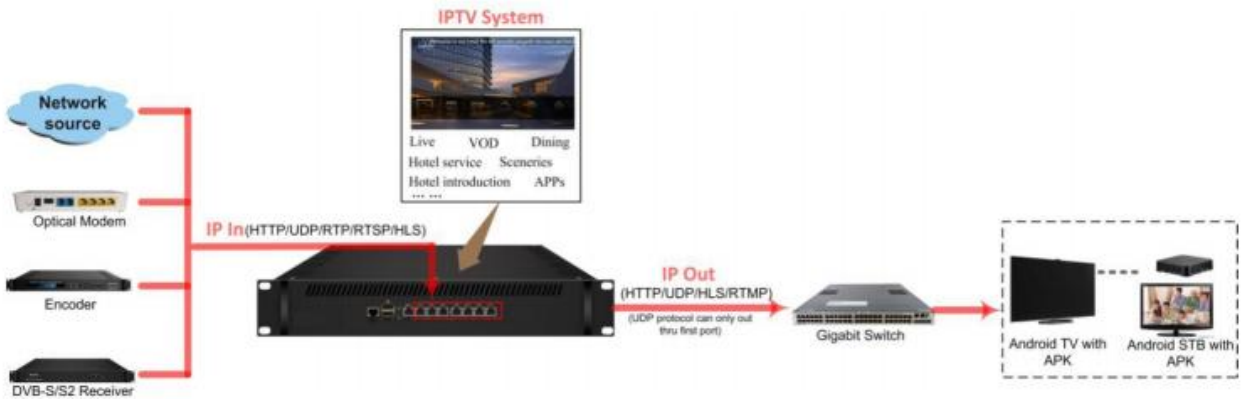 IPTV System
Live VOD Dining
Hotel service Sceneries
Hotel introduction APPs
... ...
Network
source
Optical Modem
Encoder
DVB-S/S2 Receiver
IP In(HTTP/UDP/RTP/RTSP/HLS)
IP Out
(HTTP/UDP/HLS/RTMP)
(UDP protocol can only out
thru first port)
Gigabit Switch
Android TV with
APK
Android STB with
APK